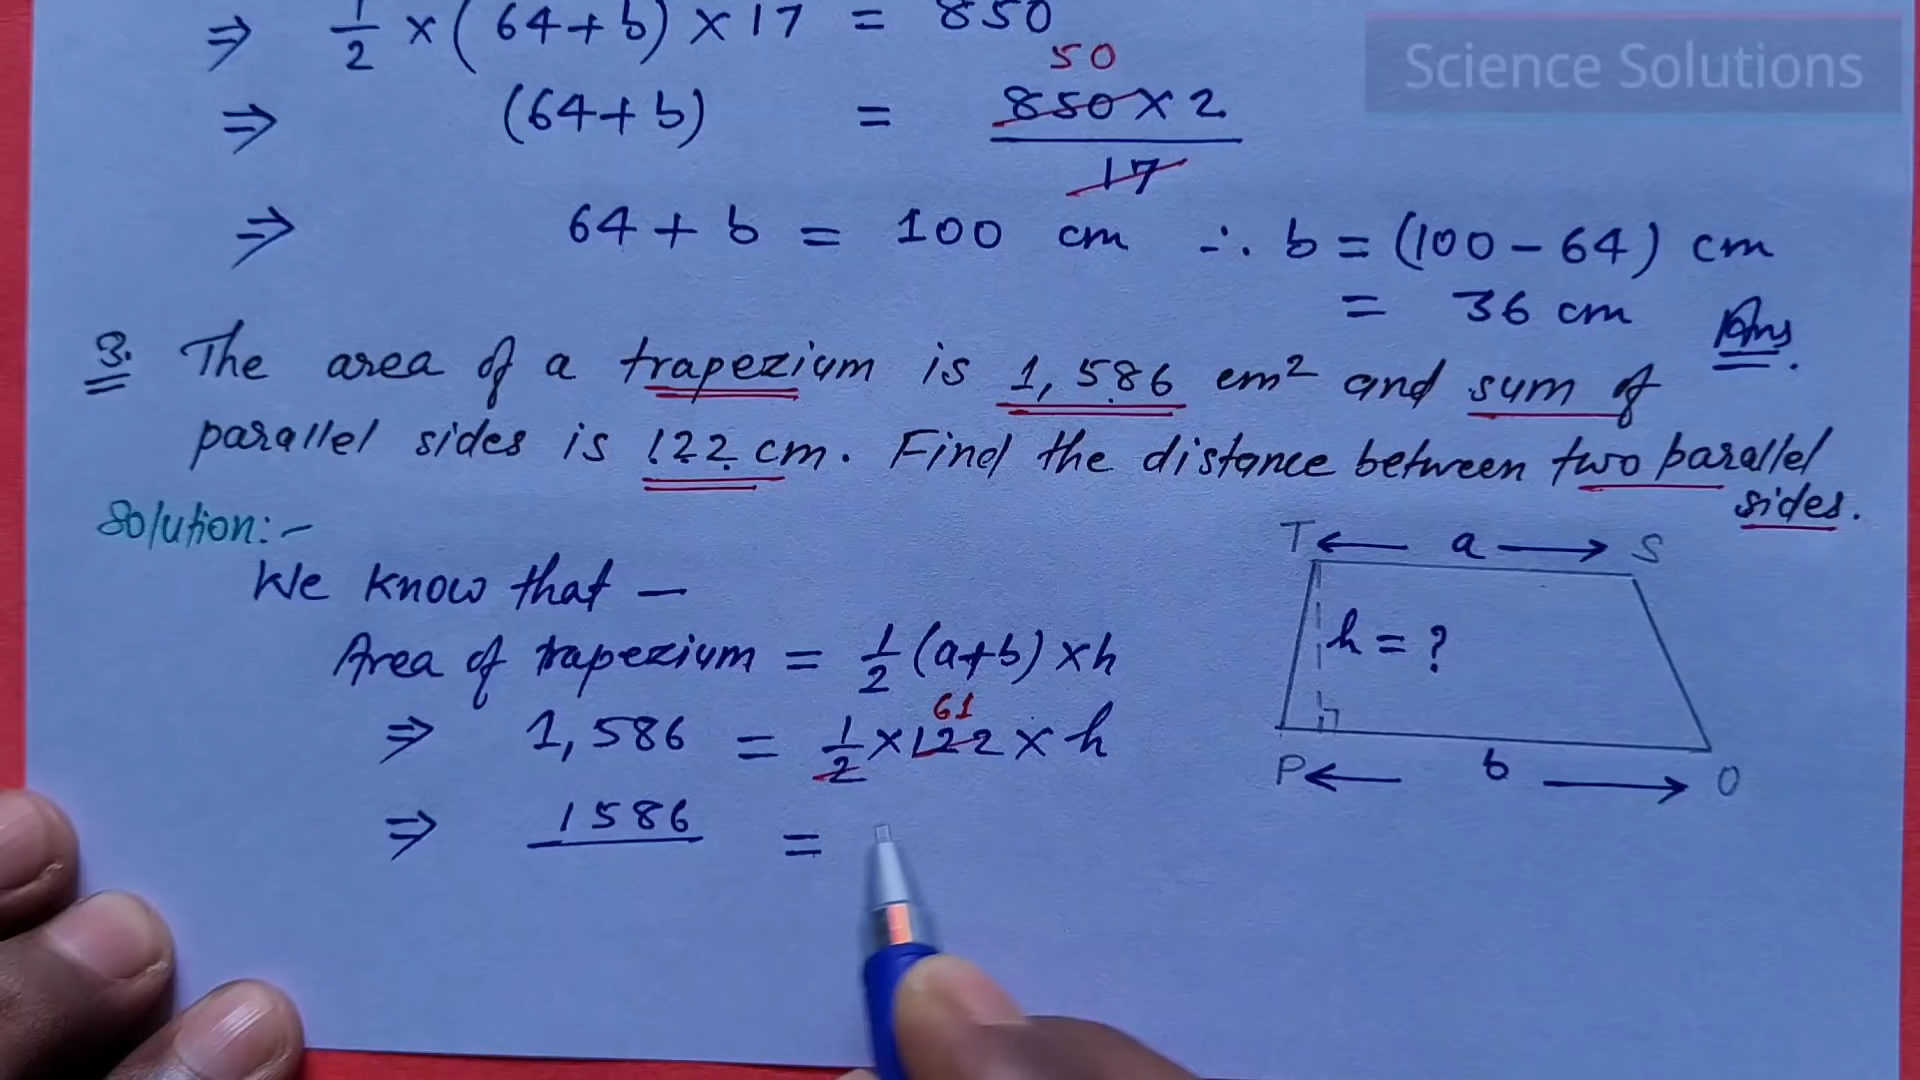 ⇒ 1/2 × (64 + b) × 17 = 850
50
⇒ (64 + b) = 850 × 2 / 17
⇒ 64 + b = 100 cm ∴ b = (100 - 64) cm
= 36 cm Ans.
3. The area of a trapezium is 1,586 cm² and sum of
parallel sides is 122 cm. Find the distance between two parallel
sides.
Solution:-
We know that —
Area of trapezium = 1/2 (a+b) × h
61
⇒ 1,586 = 1/2 × 122 × h
⇒ 1586 =
T ← a → S
h = ?
P ← b → Q
Science Solutions